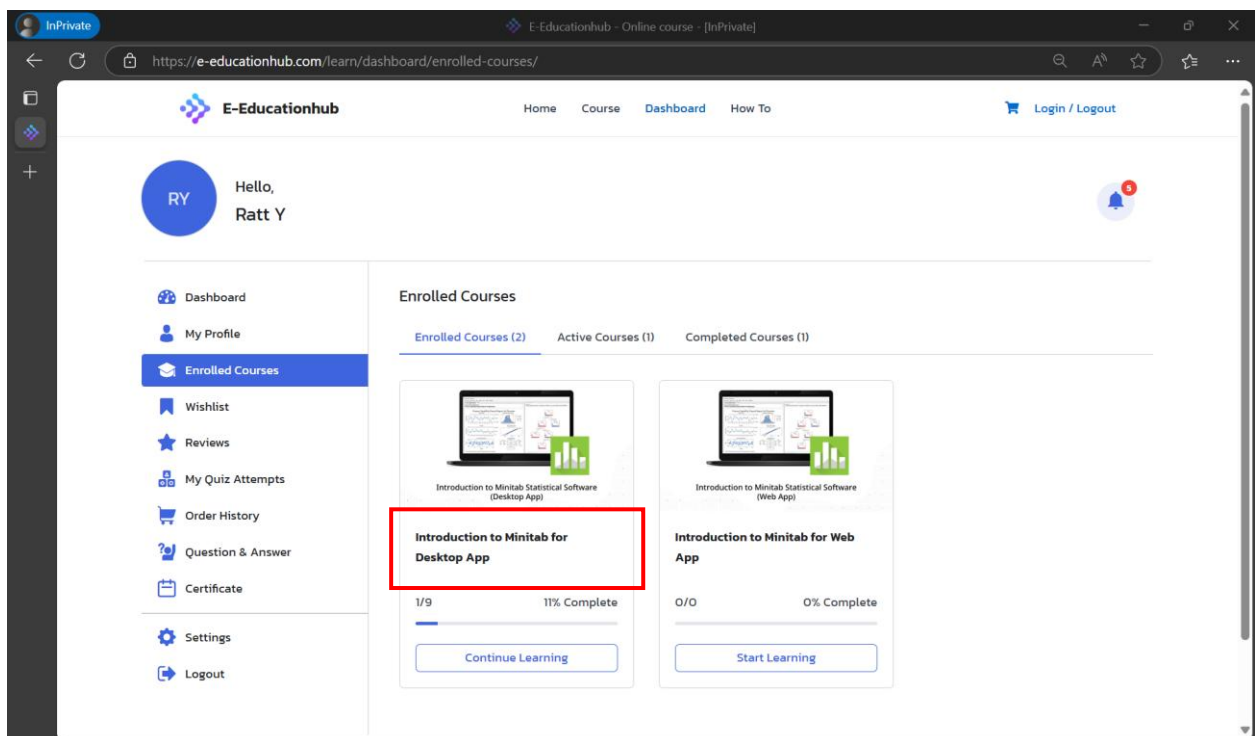 InPrivate
E-Educationhub - Online course - [InPrivate]
https://e-educationhub.com/learn/dashboard/enrolled-courses/
E-Educationhub
Home Course Dashboard How To
Login / Logout
RY
Hello,
Ratt Y
5
Dashboard
My Profile
Enrolled Courses
Wishlist
Reviews
My Quiz Attempts
Order History
Question & Answer
Certificate
Settings
Logout
Enrolled Courses
Enrolled Courses (2) Active Courses (1) Completed Courses (1)
Introduction to Minitab Statistical Software
(Desktop App)
Introduction to Minitab for
Desktop App
1/9 11% Complete
Continue Learning
Introduction to Minitab Statistical Software
(Web App)
Introduction to Minitab for Web
App
0/0 0% Complete
Start Learning